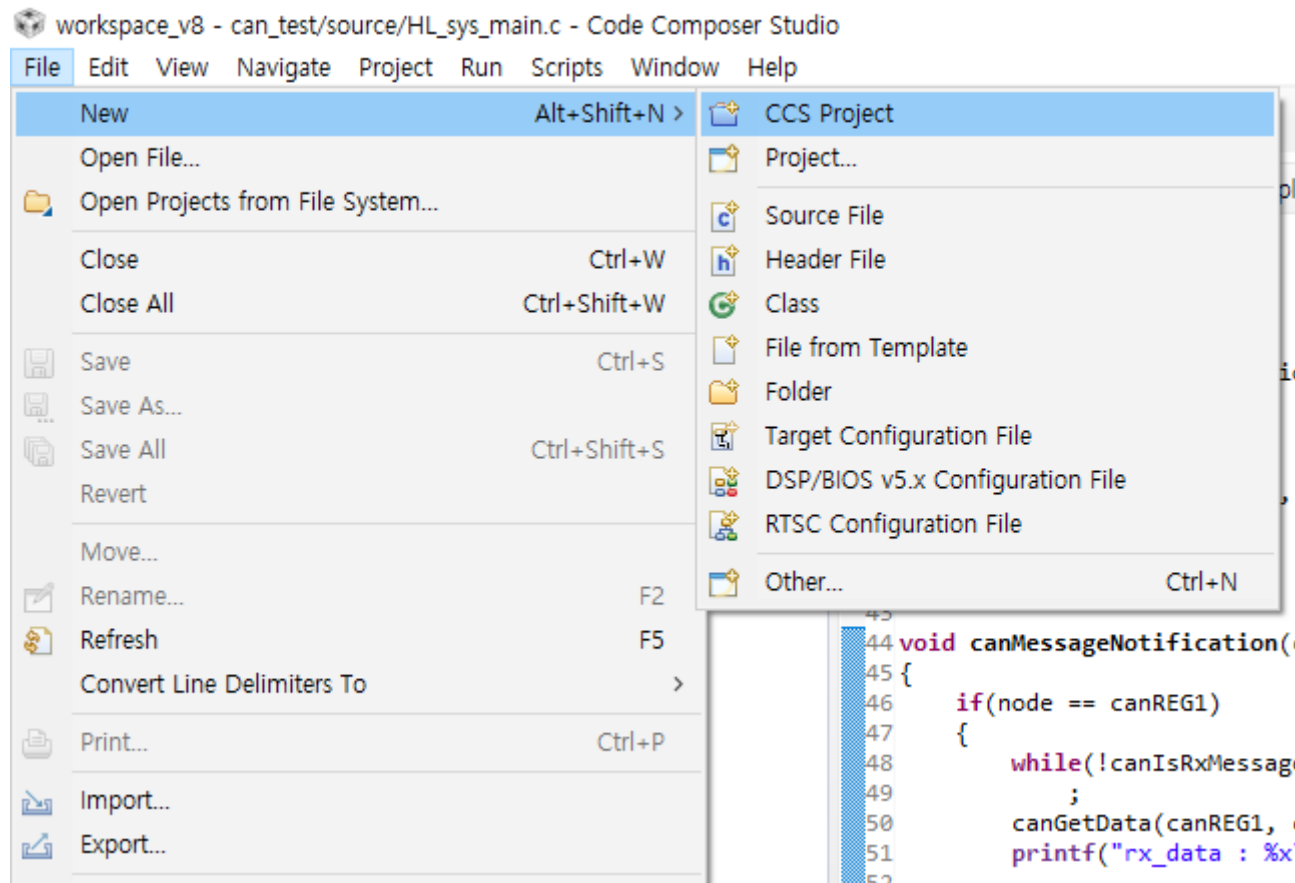 workspace_v8 - can_test/source/HL_sys_main.c - Code Composer Studio
File Edit View Navigate Project Run Scripts Window Help
New Alt+Shift+N >
Open File...
Open Projects from File System...
Close Ctrl+W
Close All Ctrl+Shift+W
Save Ctrl+S
Save As...
Save All Ctrl+Shift+S
Revert
Move...
Rename... F2
Refresh F5
Convert Line Delimiters To >
Print... Ctrl+P
Import...
Export...
CCS Project
Project...
Source File
Header File
Class
File from Template
Folder
Target Configuration File
DSP/BIOS v5.x Configuration File
RTSC Configuration File
Other... Ctrl+N
44 void canMessageNotification(
45 {
46 if(node == canREG1)
47 {
48 while(!canIsRxMessage
49 ;
50 canGetData(canREG1,
51 printf("rx_data : %x